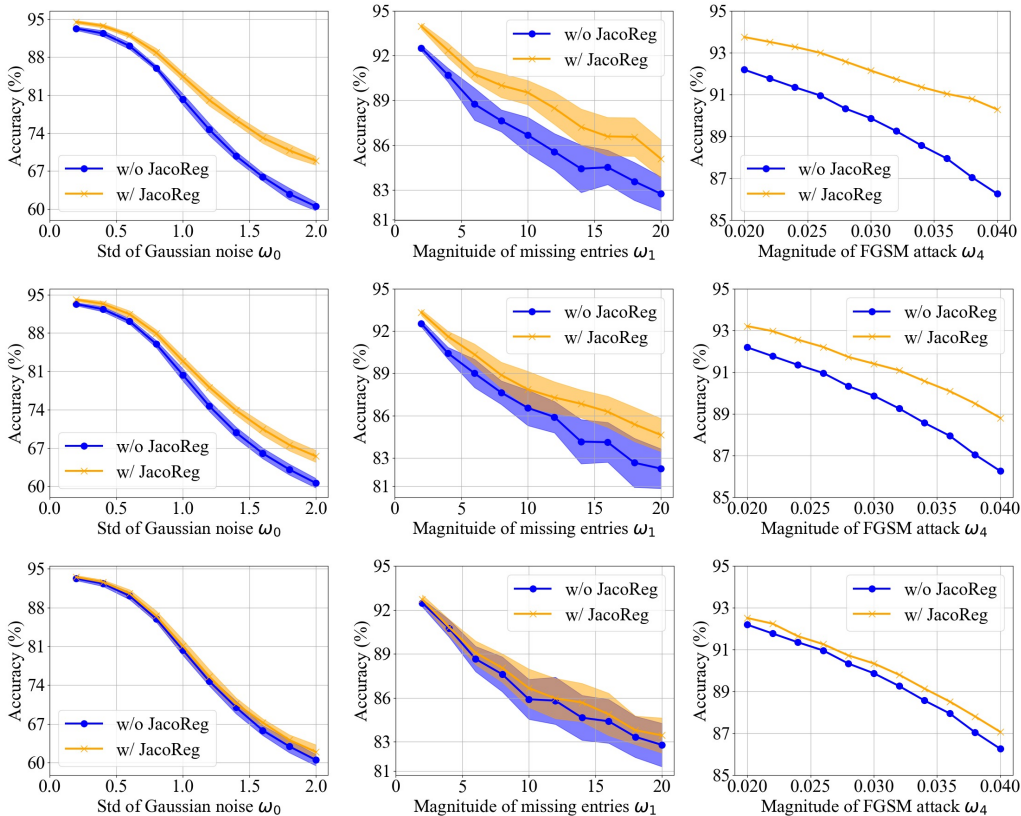 95
88
81
74
67
60
Accuracy (%)
w/o JacoReg
w/ JacoReg
0.0 0.5 1.0 1.5 2.0
Std of Gaussian noise ω0
95
92
89
86
83
81
Accuracy (%)
w/o JacoReg
w/ JacoReg
0 5 10 15 20
Magnituide of missing entries ω1
95
93
91
89
87
85
Accuracy (%)
w/o JacoReg
w/ JacoReg
0.020 0.025 0.030 0.035 0.040
Magnitude of FGSM attack ω4
95
88
81
74
67
60
Accuracy (%)
w/o JacoReg
w/ JacoReg
0.0 0.5 1.0 1.5 2.0
Std of Gaussian noise ω0
95
92
89
86
83
81
Accuracy (%)
w/o JacoReg
w/ JacoReg
0 5 10 15 20
Magnituide of missing entries ω1
95
93
91
89
87
85
Accuracy (%)
w/o JacoReg
w/ JacoReg
0.020 0.025 0.030 0.035 0.040
Magnitude of FGSM attack ω4
95
88
81
74
67
60
Accuracy (%)
w/o JacoReg
w/ JacoReg
0.0 0.5 1.0 1.5 2.0
Std of Gaussian noise ω0
95
92
89
86
83
81
Accuracy (%)
w/o JacoReg
w/ JacoReg
0 5 10 15 20
Magnituide of missing entries ω1
95
93
91
89
87
85
Accuracy (%)
w/o JacoReg
w/ JacoReg
0.020 0.025 0.030 0.035 0.040
Magnitude of FGSM attack ω4